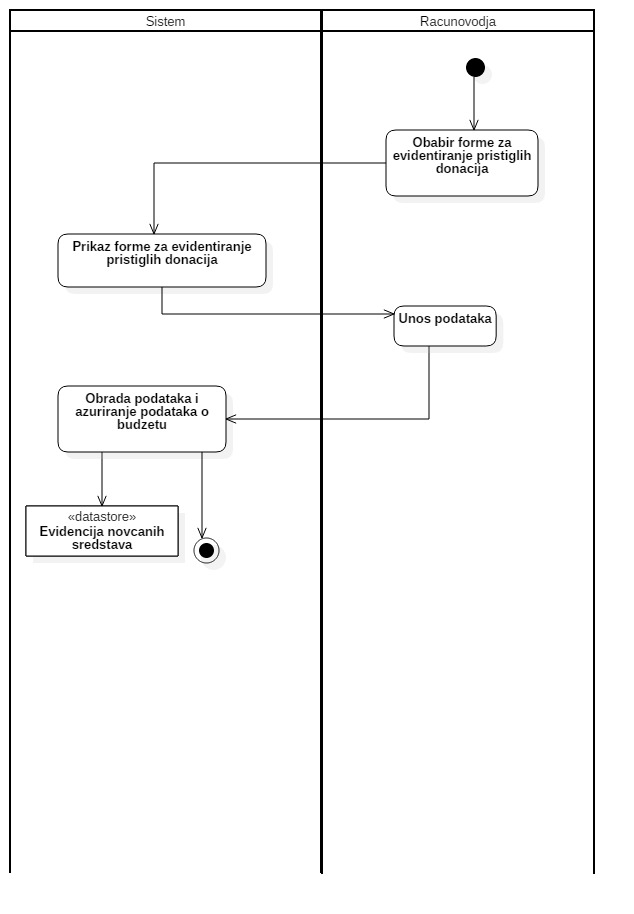 Sistem
Racunovodja
Obabir forme za
evidentiranje pristiglih
donacija
Prikaz forme za evidentiranje
pristiglih donacija
Unos podataka
Obrada podataka i
azuriranje podataka o
budzetu
«datastore»
Evidencija novcanih
sredstava